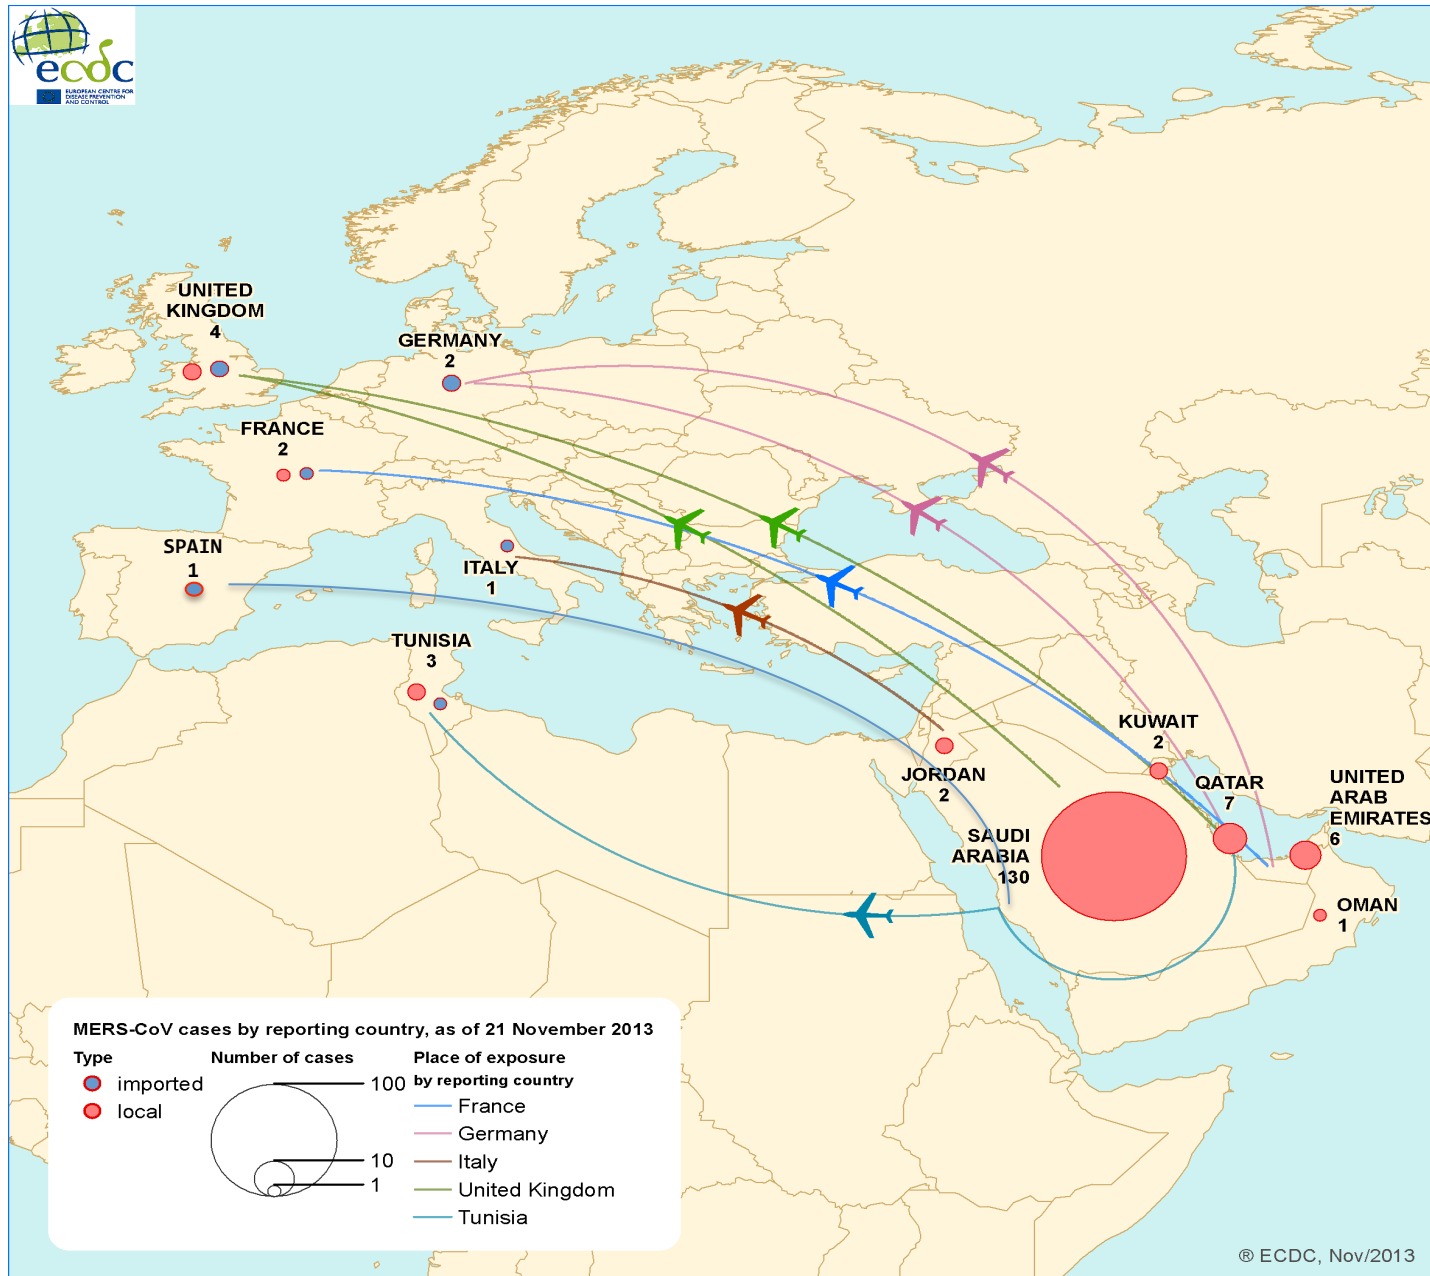 ecdc
EUROPEAN CENTRE FOR
DISEASE PREVENTION
AND CONTROL
UNITED
KINGDOM
4
GERMANY
2
FRANCE
2
SPAIN
1
ITALY
1
TUNISIA
3
JORDAN
2
KUWAIT
2
QATAR
7
UNITED
ARAB
EMIRATES
6
SAUDI
ARABIA
130
OMAN
1
MERS-CoV cases by reporting country, as of 21 November 2013
Type
imported
local
Number of cases
100
10
1
Place of exposure
by reporting country
France
Germany
Italy
United Kingdom
Tunisia
® ECDC, Nov/2013